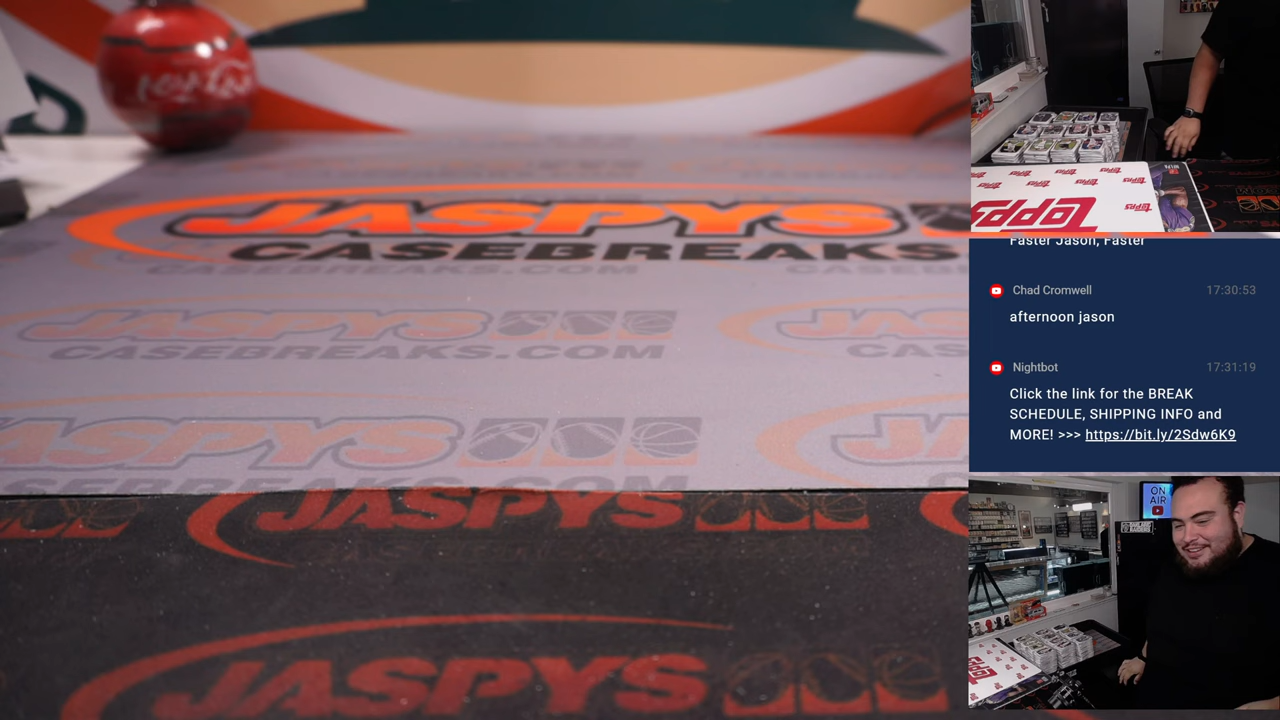 JASPYS
CASEBREAKS
JASPYS
CASEBREAKS.COM
JASPYS
JASPYS
JASPYS
Topps
Faster Jason, Faster
Chad Cromwell 17:30:53
afternoon jason
Nightbot 17:31:19
Click the link for the BREAK
SCHEDULE, SHIPPING INFO and
MORE! >>> https://bit.ly/2Sdw6K9
ON
AIR